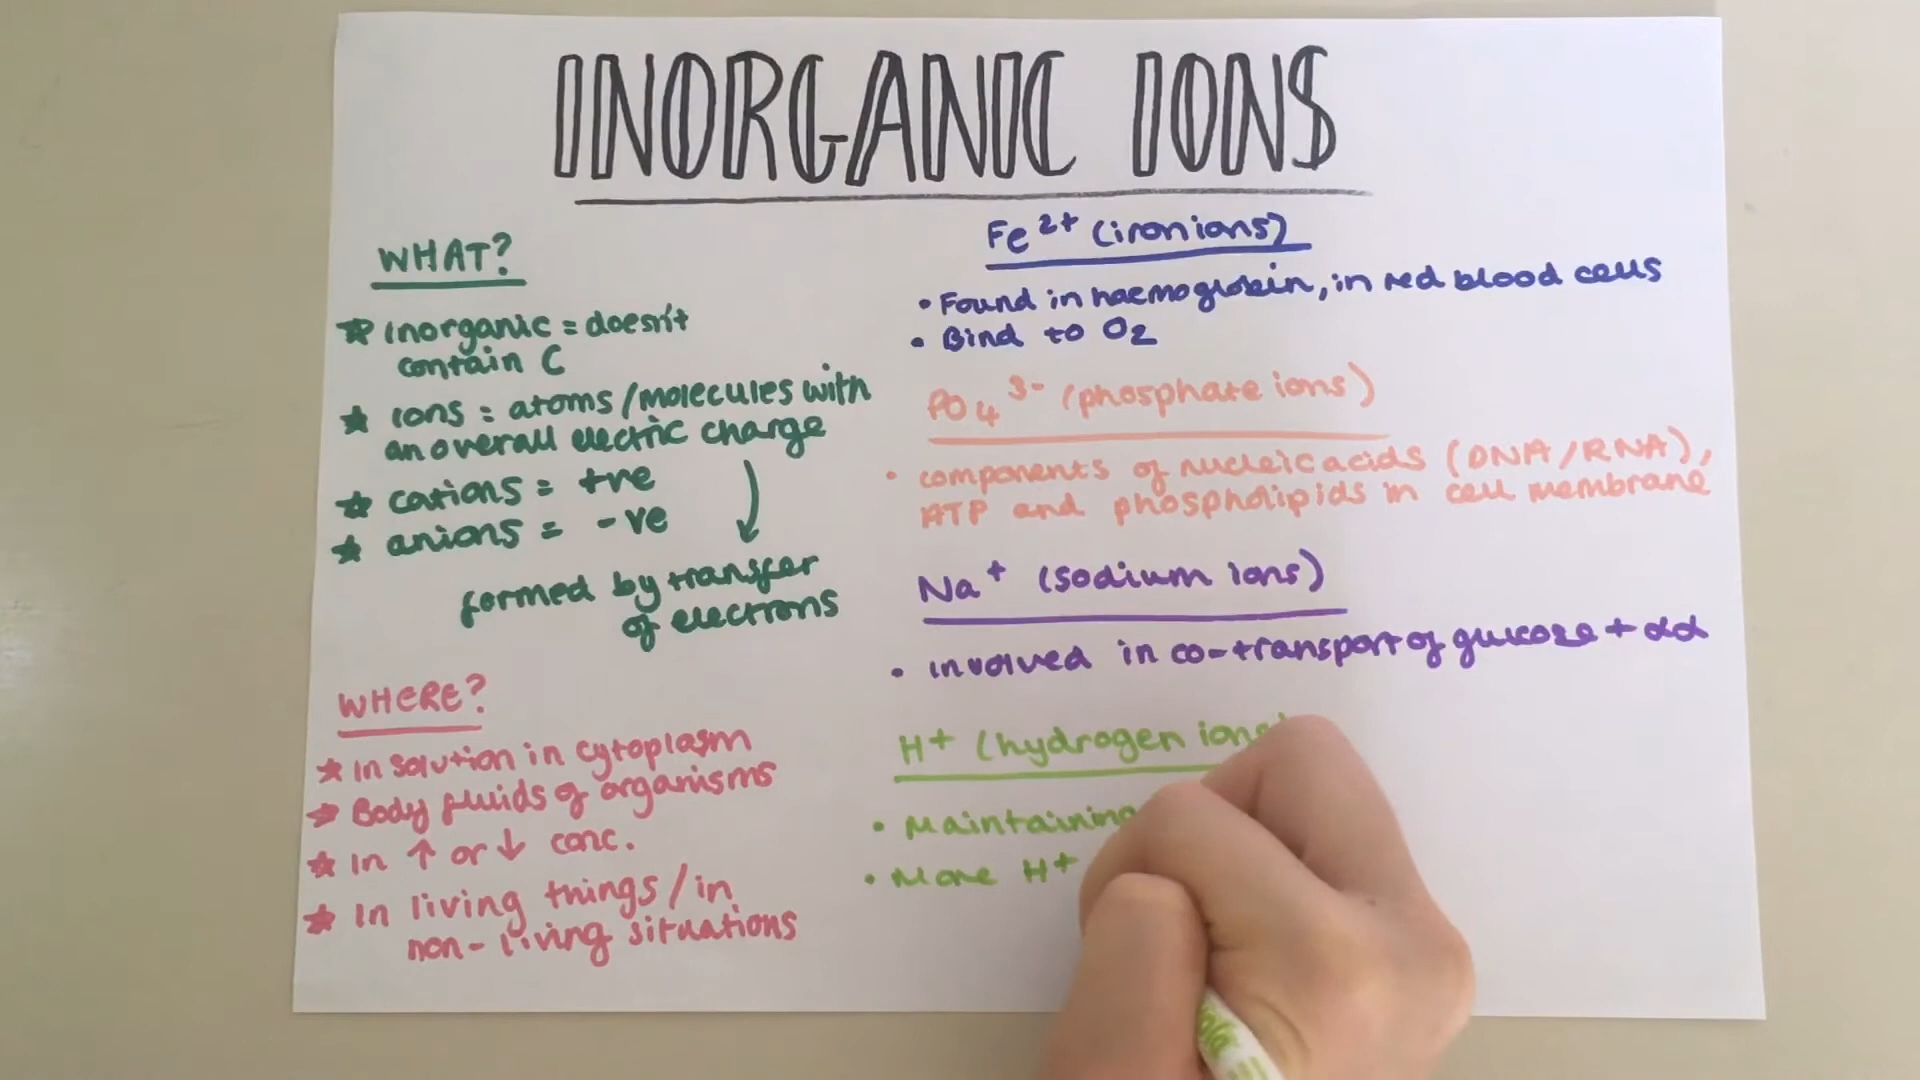 INORGANIC IONS
WHAT?
★ inorganic = doesn't
contain C
★ ions = atoms/molecules with
an overall electric charge
★ cations = +ve
★ anions = -ve
formed by transfer
of electrons
WHERE?
★ In solution in cytoplasm
★ Body fluids of organisms
★ In ↑ or ↓ conc.
★ In living things/in
non-living situations
Fe²⁺ (iron ions)
• Found in haemoglobin, in red blood cells
• Bind to O₂
PO₄³⁻ (phosphate ions)
• components of nucleic acids (DNA/RNA),
ATP and phospholipids in cell membrane
Na⁺ (sodium ions)
• involved in co-transport of glucose +
H⁺ (hydrogen ions
• Maintaining
• More H⁺